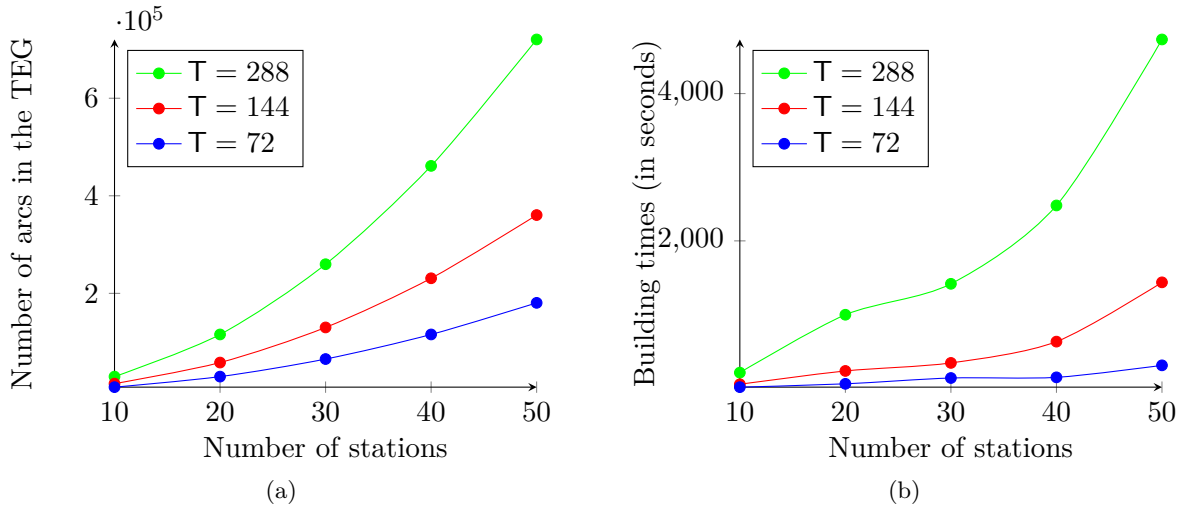 ·10⁵
Number of arcs in the TEG
6
4
2
T = 288
T = 144
T = 72
10 20 30 40 50
Number of stations
(a)
Building times (in seconds)
4,000
2,000
T = 288
T = 144
T = 72
10 20 30 40 50
Number of stations
(b)